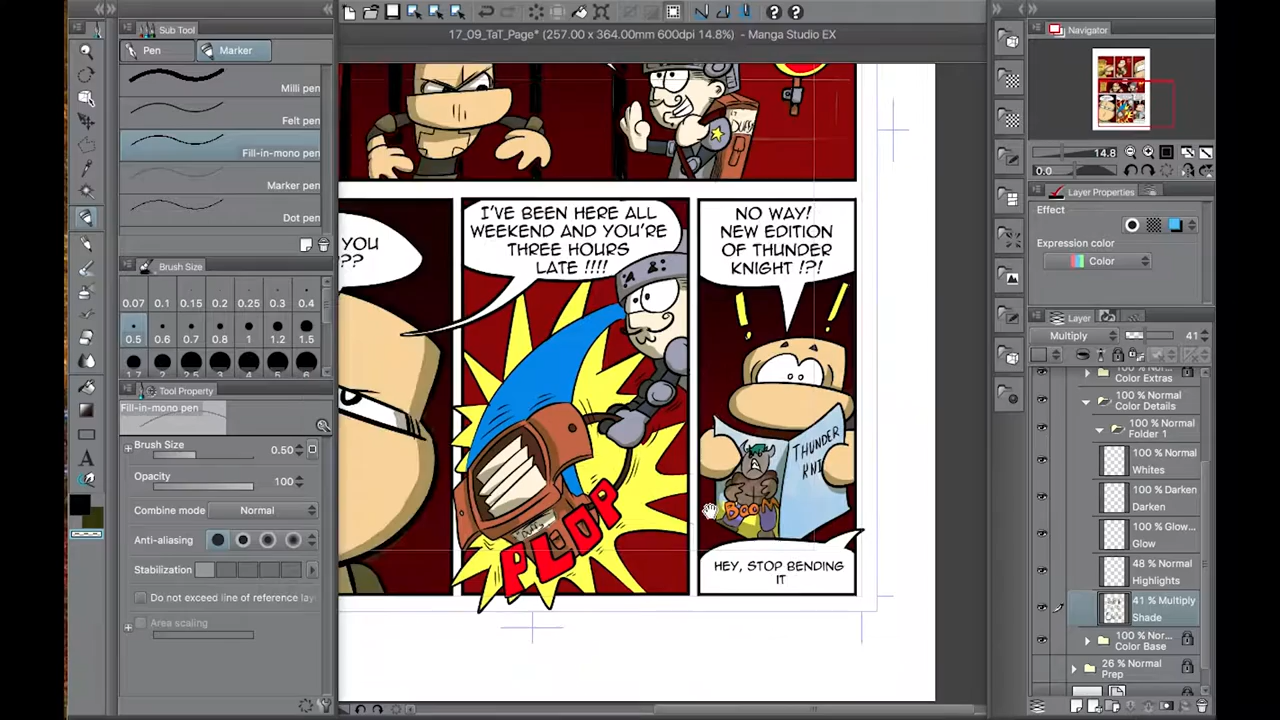 Sub Tool
17_09_TaT_Page* (257.00 x 364.00mm 600dpi 14.8%) - Manga Studio EX
Navigator
Pen
Marker
Milli pen
Felt pen
Fill-in-mono pen
Marker pen
Dot pen
Brush Size
0.07 0.1 0.15 0.2 0.25 0.3 0.4
0.5 0.6 0.7 0.8 1 1.2 1.5
Tool Property
Fill-in-mono pen
Brush Size 0.50
Opacity 100
Combine mode Normal
Anti-aliasing
Stabilization
Do not exceed line of reference lay
Area scaling
YOU
??
I'VE BEEN HERE ALL
WEEKEND AND YOU'RE
THREE HOURS
LATE !!!!
NO WAY!
NEW EDITION
OF THUNDER
KNIGHT !?!
! !
THUNDER
KNI
BOOM
PLOP
HEY, STOP BENDING
IT
14.8
0.0
Layer Properties
Effect
Expression color
Color
Layer
Multiply 41
Color Extras
100 % Normal
Color Details
100 % Normal
Folder 1
100 % Normal
Whites
100 % Darken
Darken
100 % Glow...
Glow
48 % Normal
Highlights
41 % Multiply
Shade
100 % Nor...
Color Base
26 % Normal
Prep